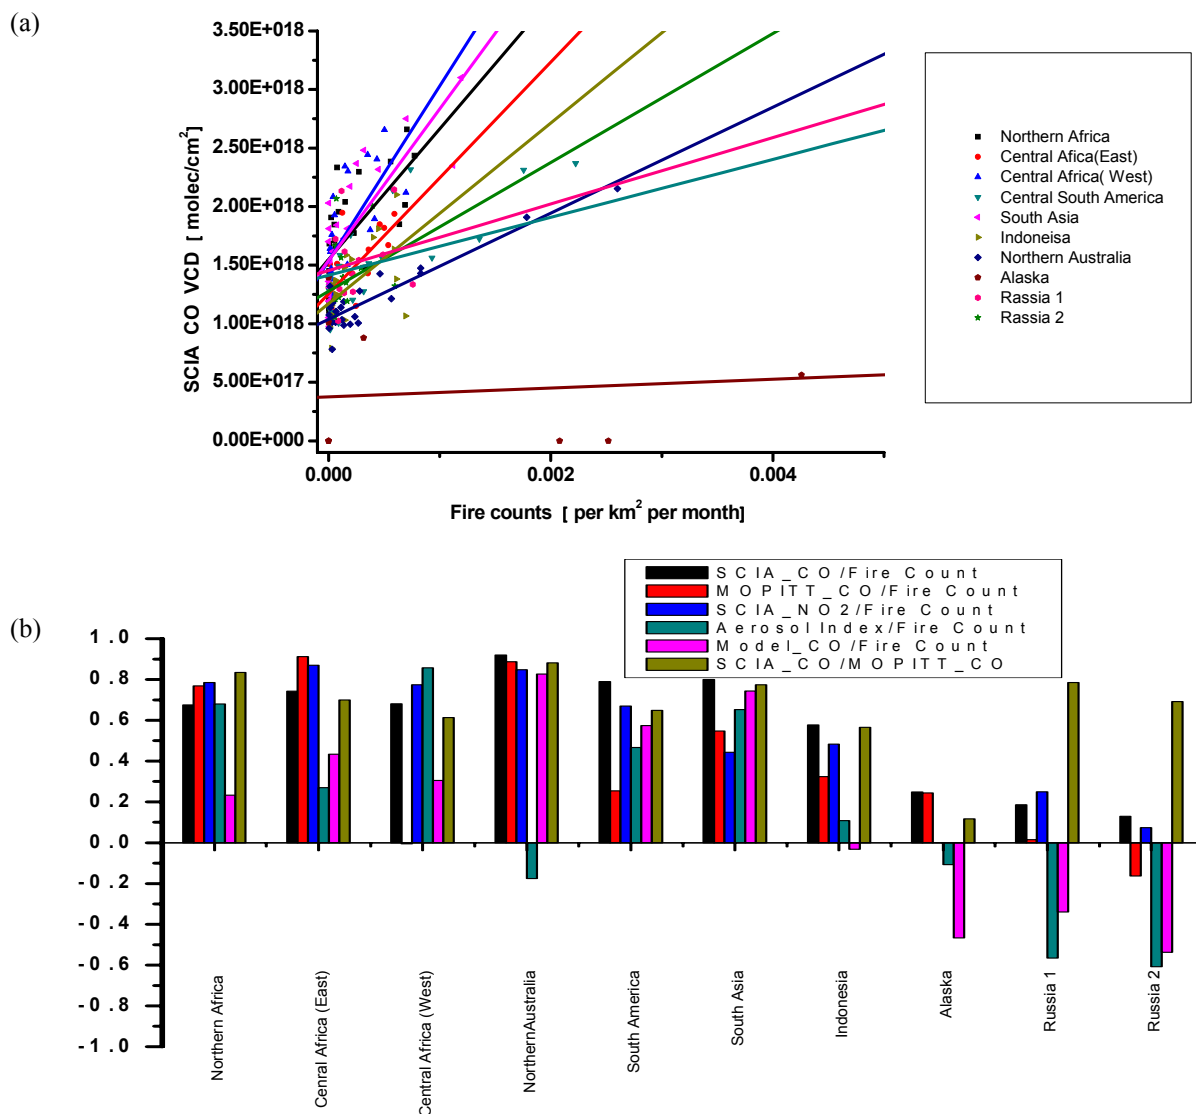 (a)
3.50E+018
3.00E+018
2.50E+018
2.00E+018
1.50E+018
1.00E+018
5.00E+017
0.00E+000
SCIA CO VCD [ molec/cm²]
0.000
0.002
0.004
Fire counts [ per km² per month]
Northern Africa
Central Afica(East)
Central Africa( West)
Central South America
South Asia
Indoneisa
Northern Australia
Alaska
Rassia 1
Rassia 2
(b)
SCIA_CO/Fire Count
MOPITT_CO/Fire Count
SCIA_NO2/Fire Count
Aerosol Index/Fire Count
Model_CO/Fire Count
SCIA_CO/MOPITT_CO
1.0
0.8
0.6
0.4
0.2
0.0
-0.2
-0.4
-0.6
-0.8
-1.0
Northern Africa
Cenral Africa (East)
Central Africa (West)
NorthernAustralia
South America
South Asia
Indonesia
Alaska
Russia 1
Russia 2